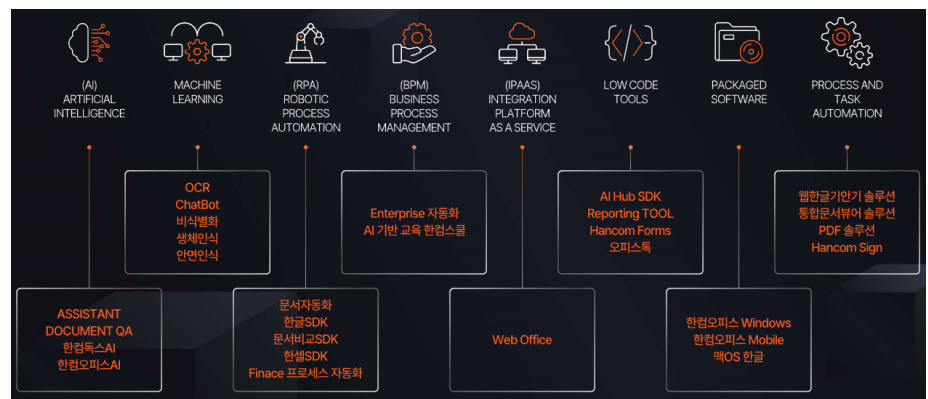 (AI)
ARTIFICIAL
INTELLIGENCE
MACHINE
LEARNING
(RPA)
ROBOTIC
PROCESS
AUTOMATION
(BPM)
BUSINESS
PROCESS
MANAGEMENT
(IPAAS)
INTEGRATION
PLATFORM
AS A SERVICE
LOW CODE
TOOLS
PACKAGED
SOFTWARE
PROCESS AND
TASK
AUTOMATION
OCR
ChatBot
비식별화
생체인식
안면인식
Enterprise 자동화
AI 기반 교육 한컴스쿨
AI Hub SDK
Reporting TOOL
Hancom Forms
오피스톡
웹한글기안기 솔루션
통합문서뷰어 솔루션
PDF 솔루션
Hancom Sign
ASSISTANT
DOCUMENT QA
한컴독스AI
한컴오피스AI
문서자동화
한글SDK
문서비교SDK
한셀SDK
Finace 프로세스 자동화
Web Office
한컴오피스 Windows
한컴오피스 Mobile
맥OS 한글